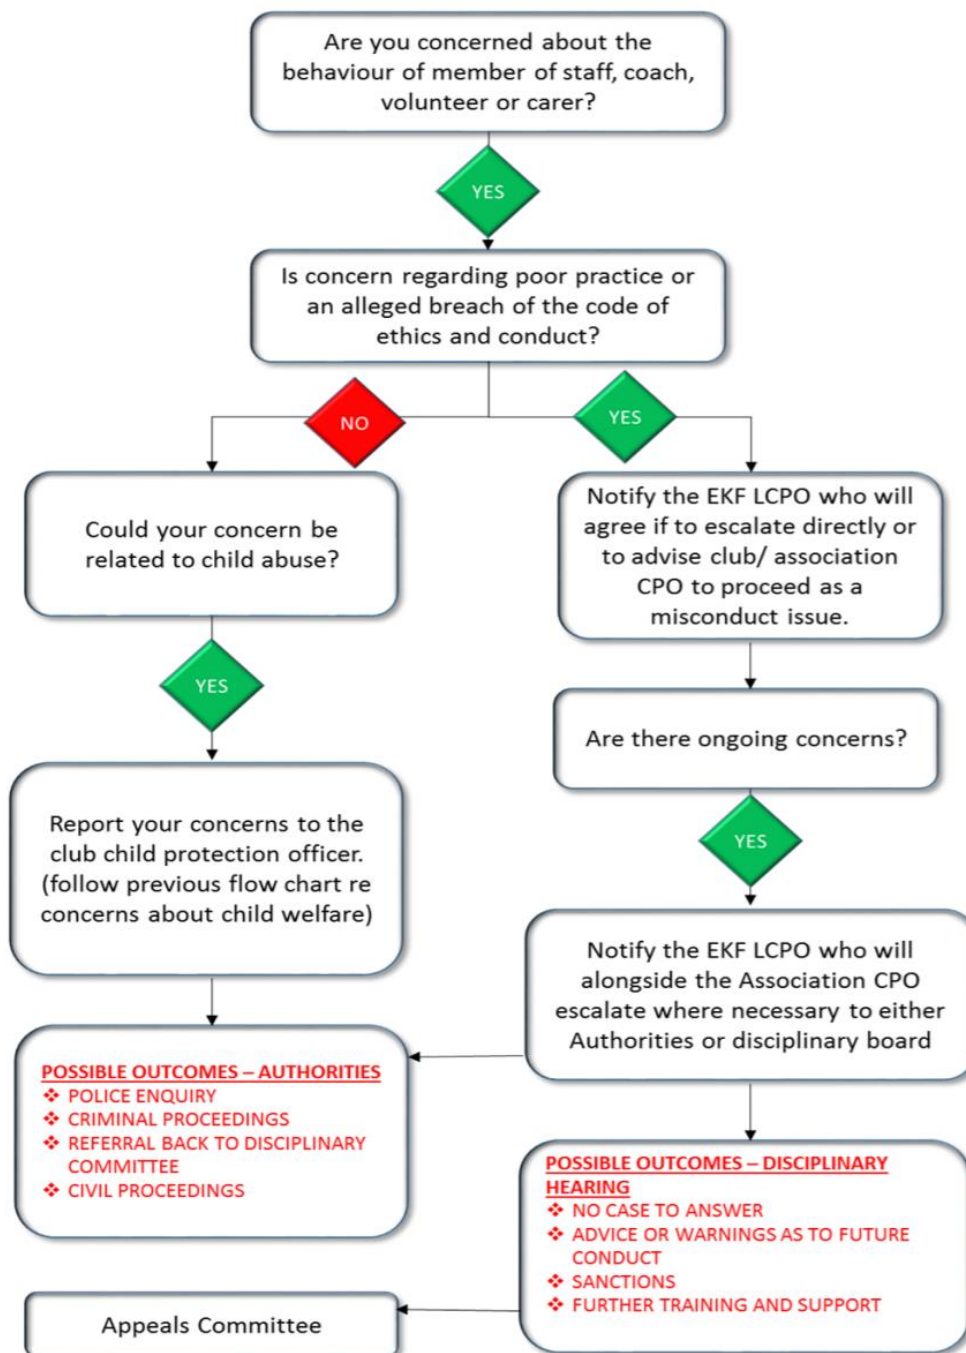 Are you concerned about the
behaviour of member of staff, coach,
volunteer or carer?
YES
Is concern regarding poor practice or
an alleged breach of the code of
ethics and conduct?
NO
YES
Could your concern be
related to child abuse?
Notify the EKF LCPO who will
agree if to escalate directly or
to advise club/ association
CPO to proceed as a
misconduct issue.
YES
Are there ongoing concerns?
YES
Report your concerns to the
club child protection officer.
(follow previous flow chart re
concerns about child welfare)
Notify the EKF LCPO who will
alongside the Association CPO
escalate where necessary to either
Authorities or disciplinary board
POSSIBLE OUTCOMES – AUTHORITIES
❖ POLICE ENQUIRY
❖ CRIMINAL PROCEEDINGS
❖ REFERRAL BACK TO DISCIPLINARY
COMMITTEE
❖ CIVIL PROCEEDINGS
POSSIBLE OUTCOMES – DISCIPLINARY
HEARING
❖ NO CASE TO ANSWER
❖ ADVICE OR WARNINGS AS TO FUTURE
CONDUCT
❖ SANCTIONS
❖ FURTHER TRAINING AND SUPPORT
Appeals Committee